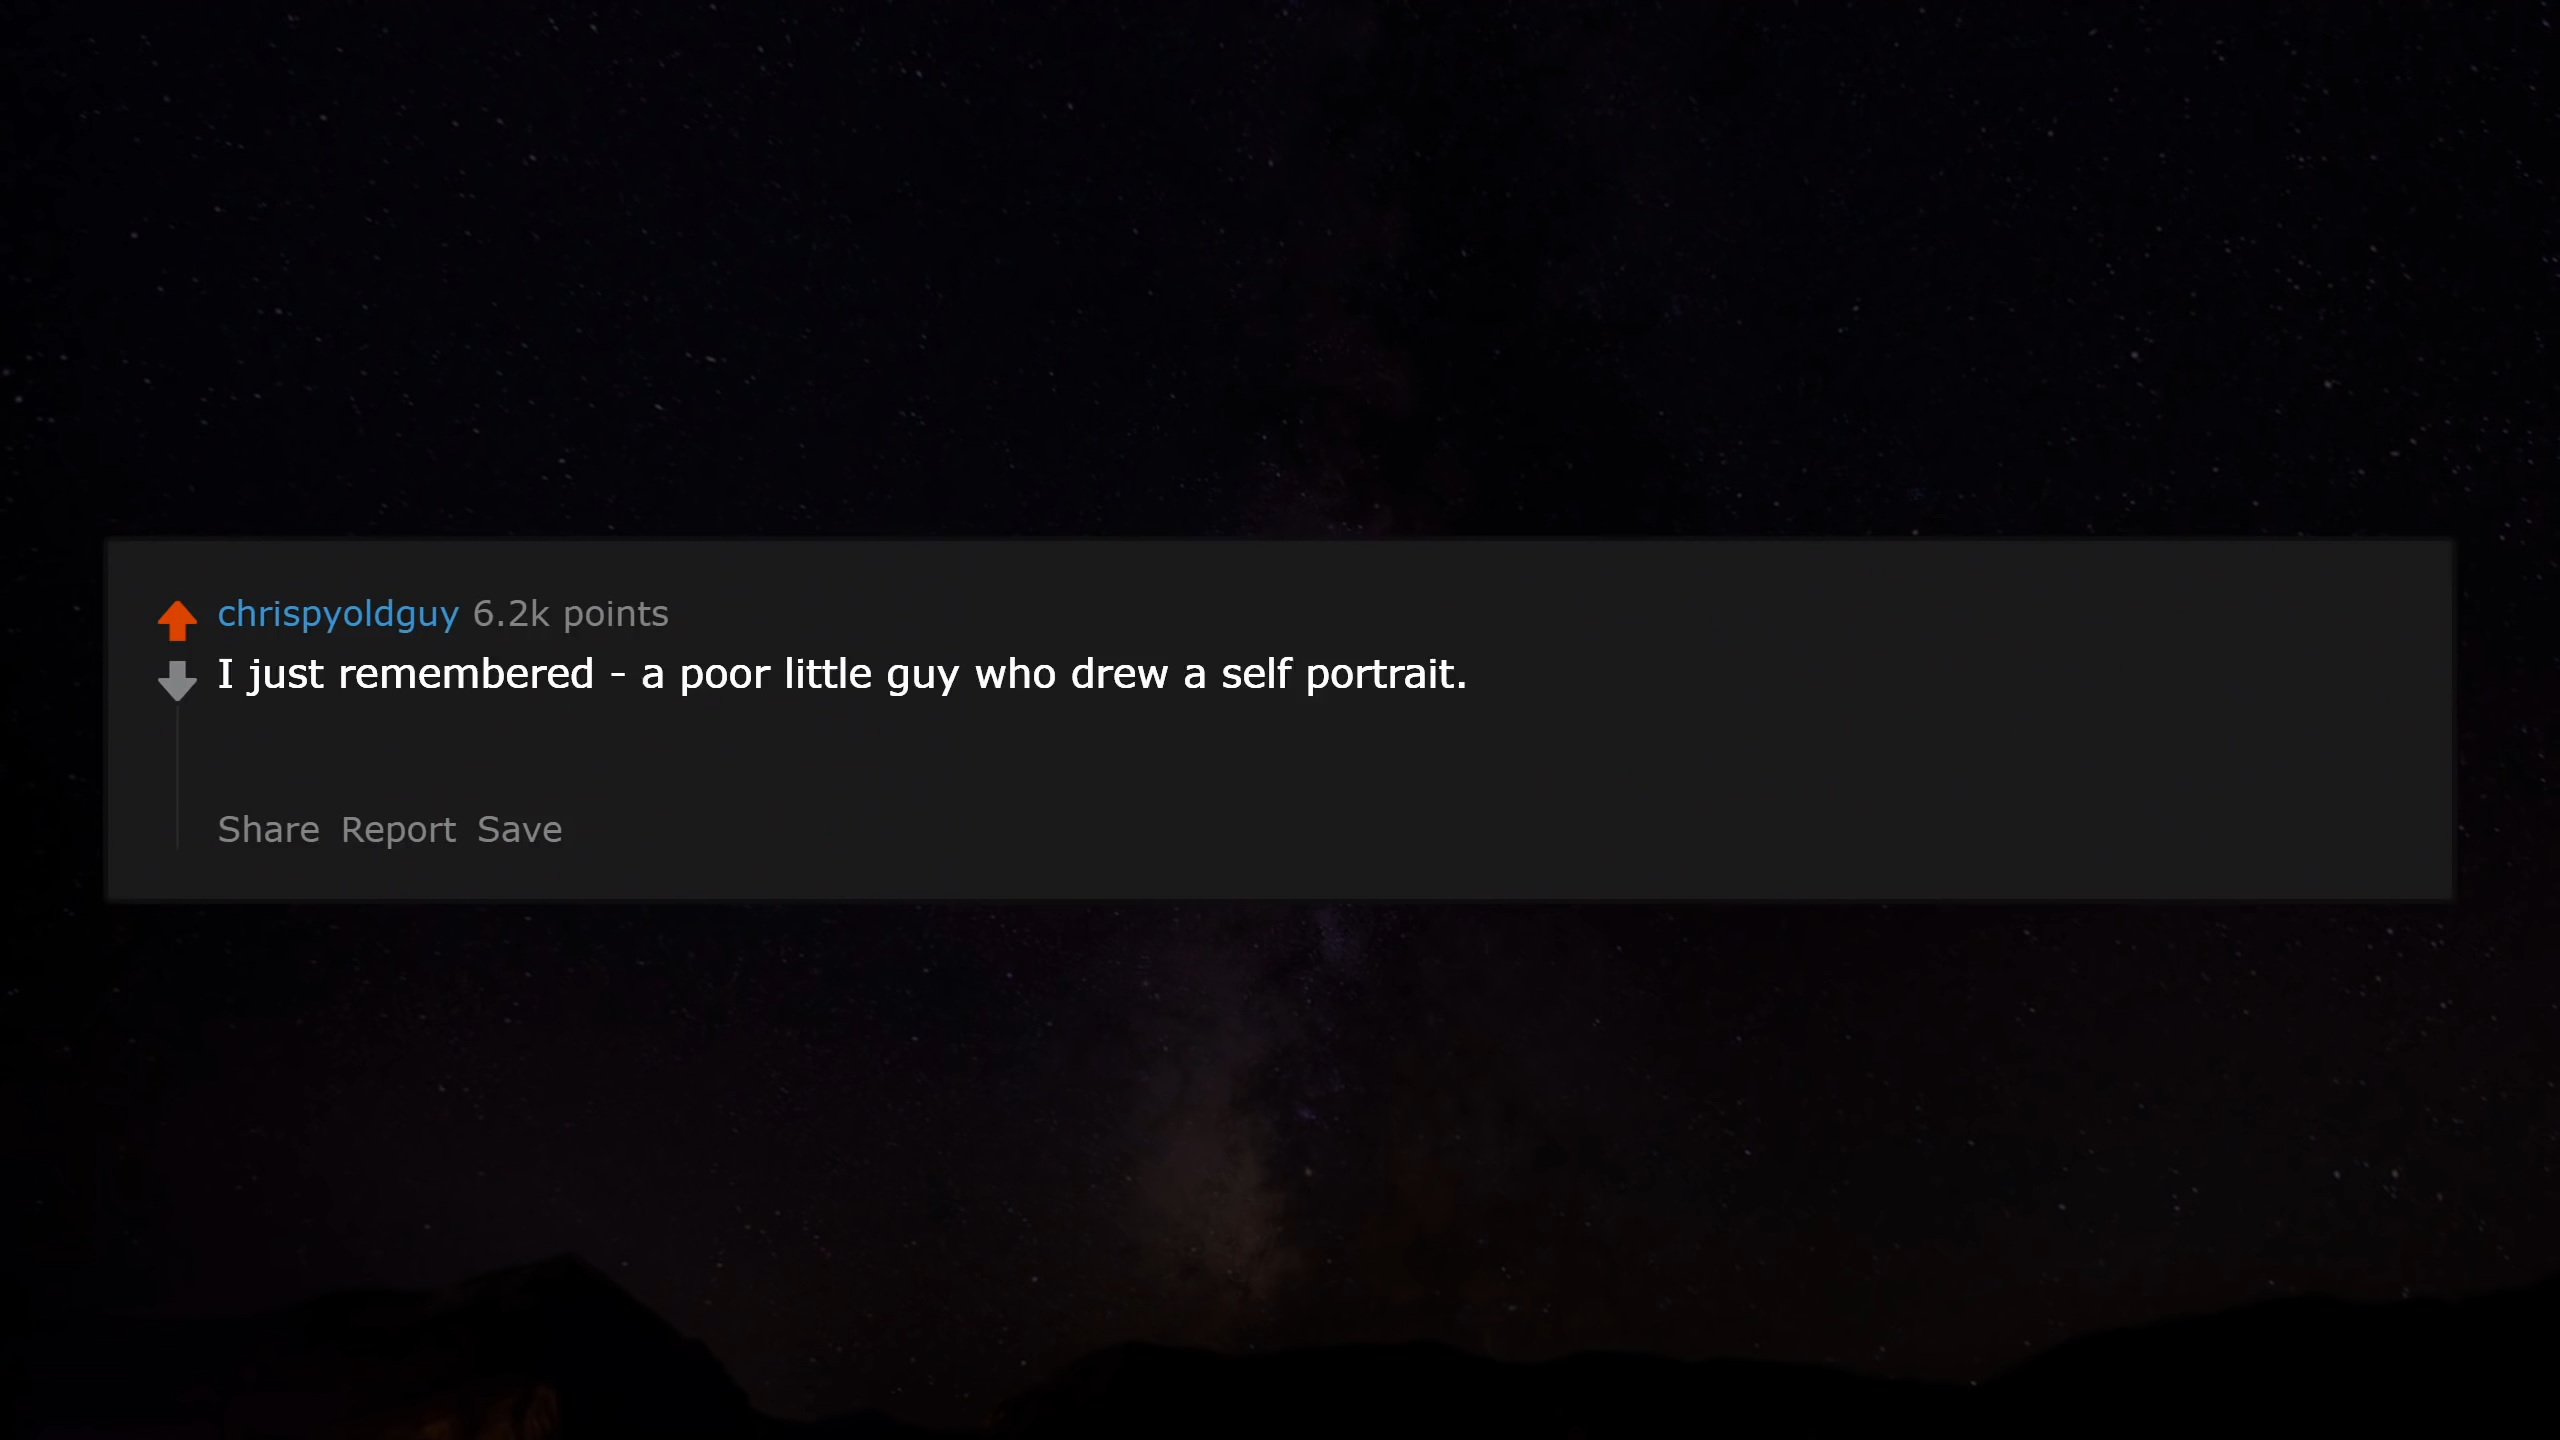 chrispyoldguy 6.2k points
I just remembered - a poor little guy who drew a self portrait.
Share Report Save